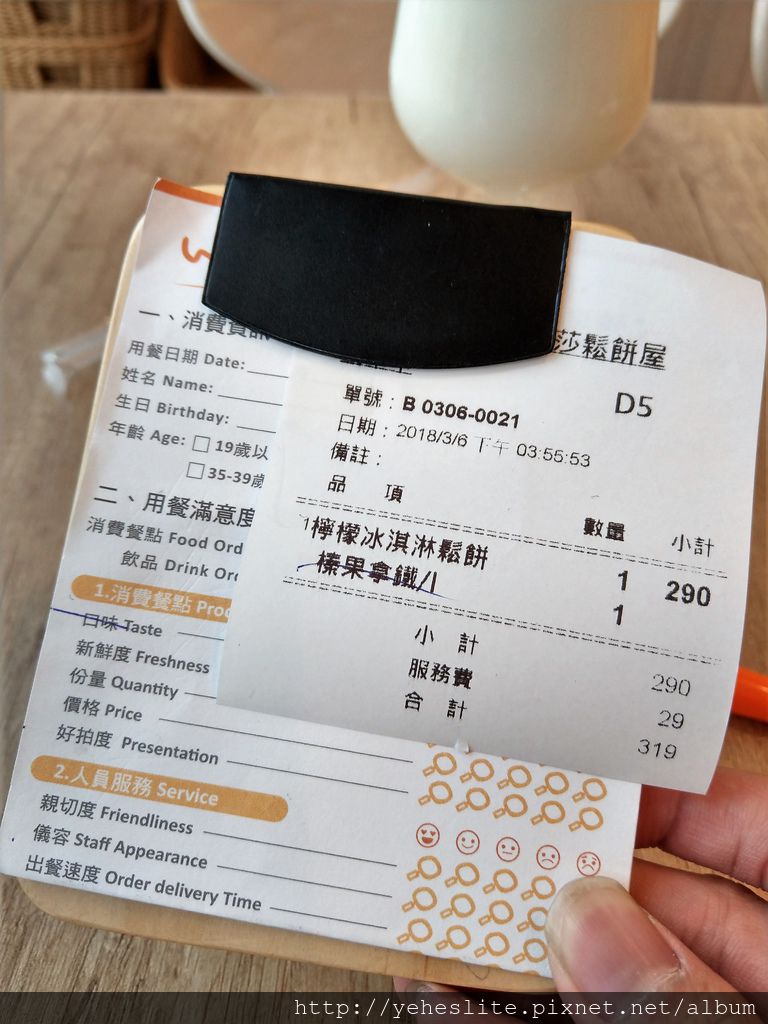 莎鬆餅屋
單號：B 0306-0021
D5
日期：2018/3/6 下午 03:55:53
備註：
品 項 數量 小計
1檸檬冰淇淋鬆餅 1 290
榛果拿鐵/I 1
小 計 290
服務費 29
合 計 319
一、消費資訊
用餐日期 Date:
姓名 Name:
生日 Birthday:
年齡 Age: 19歲以
35-39歲
二、用餐滿意度
消費餐點 Food Ord
飲品 Drink Or
1.消費餐點 Pro
口味 Taste
新鮮度 Freshness
份量 Quantity
價格 Price
好拍度 Presentation
2.人員服務 Service
親切度 Friendliness
儀容 Staff Appearance
出餐速度 Order delivery Time
http://yeheslite.pixnet.net/album